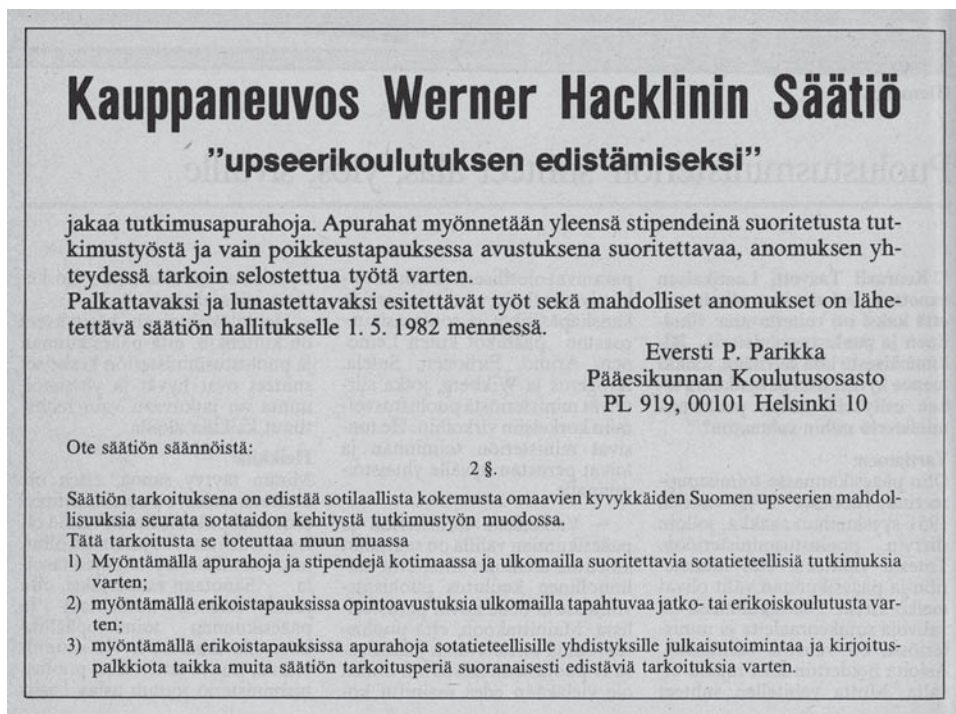 Kauppaneuvos Werner Hacklinin Säätiö
"upseerikoulutuksen edistämiseksi"
jakaa tutkimusapurahoja. Apurahat myönnetään yleensä stipendeinä suoritetusta tut-
kimustyöstä ja vain poikkeustapauksessa avustuksena suoritettavaa, anomuksen yh-
teydessä tarkoin selostettua työtä varten.
Palkattavaksi ja lunastettavaksi esitettävät työt sekä mahdolliset anomukset on lähe-
tettävä säätiön hallitukselle 1. 5. 1982 mennessä.
Eversti P. Parikka
Pääesikunnan Koulutusosasto
PL 919, 00101 Helsinki 10
Ote säätiön säännöistä:
2 §.
Säätiön tarkoituksena on edistää sotilaallista kokemusta omaavien kyvykkäiden Suomen upseerien mahdol-
lisuuksia seurata sotataidon kehitystä tutkimustyön muodossa.
Tätä tarkoitusta se toteuttaa muun muassa
1) Myöntämällä apurahoja ja stipendejä kotimaassa ja ulkomailla suoritettavia sotatieteellisiä tutkimuksia
varten;
2) myöntämällä erikoistapauksissa opintoavustuksia ulkomailla tapahtuvaa jatko- tai erikoiskoulutusta var-
ten;
3) myöntämällä erikoistapauksissa apurahoja sotatieteellisille yhdistyksille julkaisutoimintaa ja kirjoitus-
palkkiota taikka muita säätiön tarkoitusperiä suoranaisesti edistäviä tarkoituksia varten.